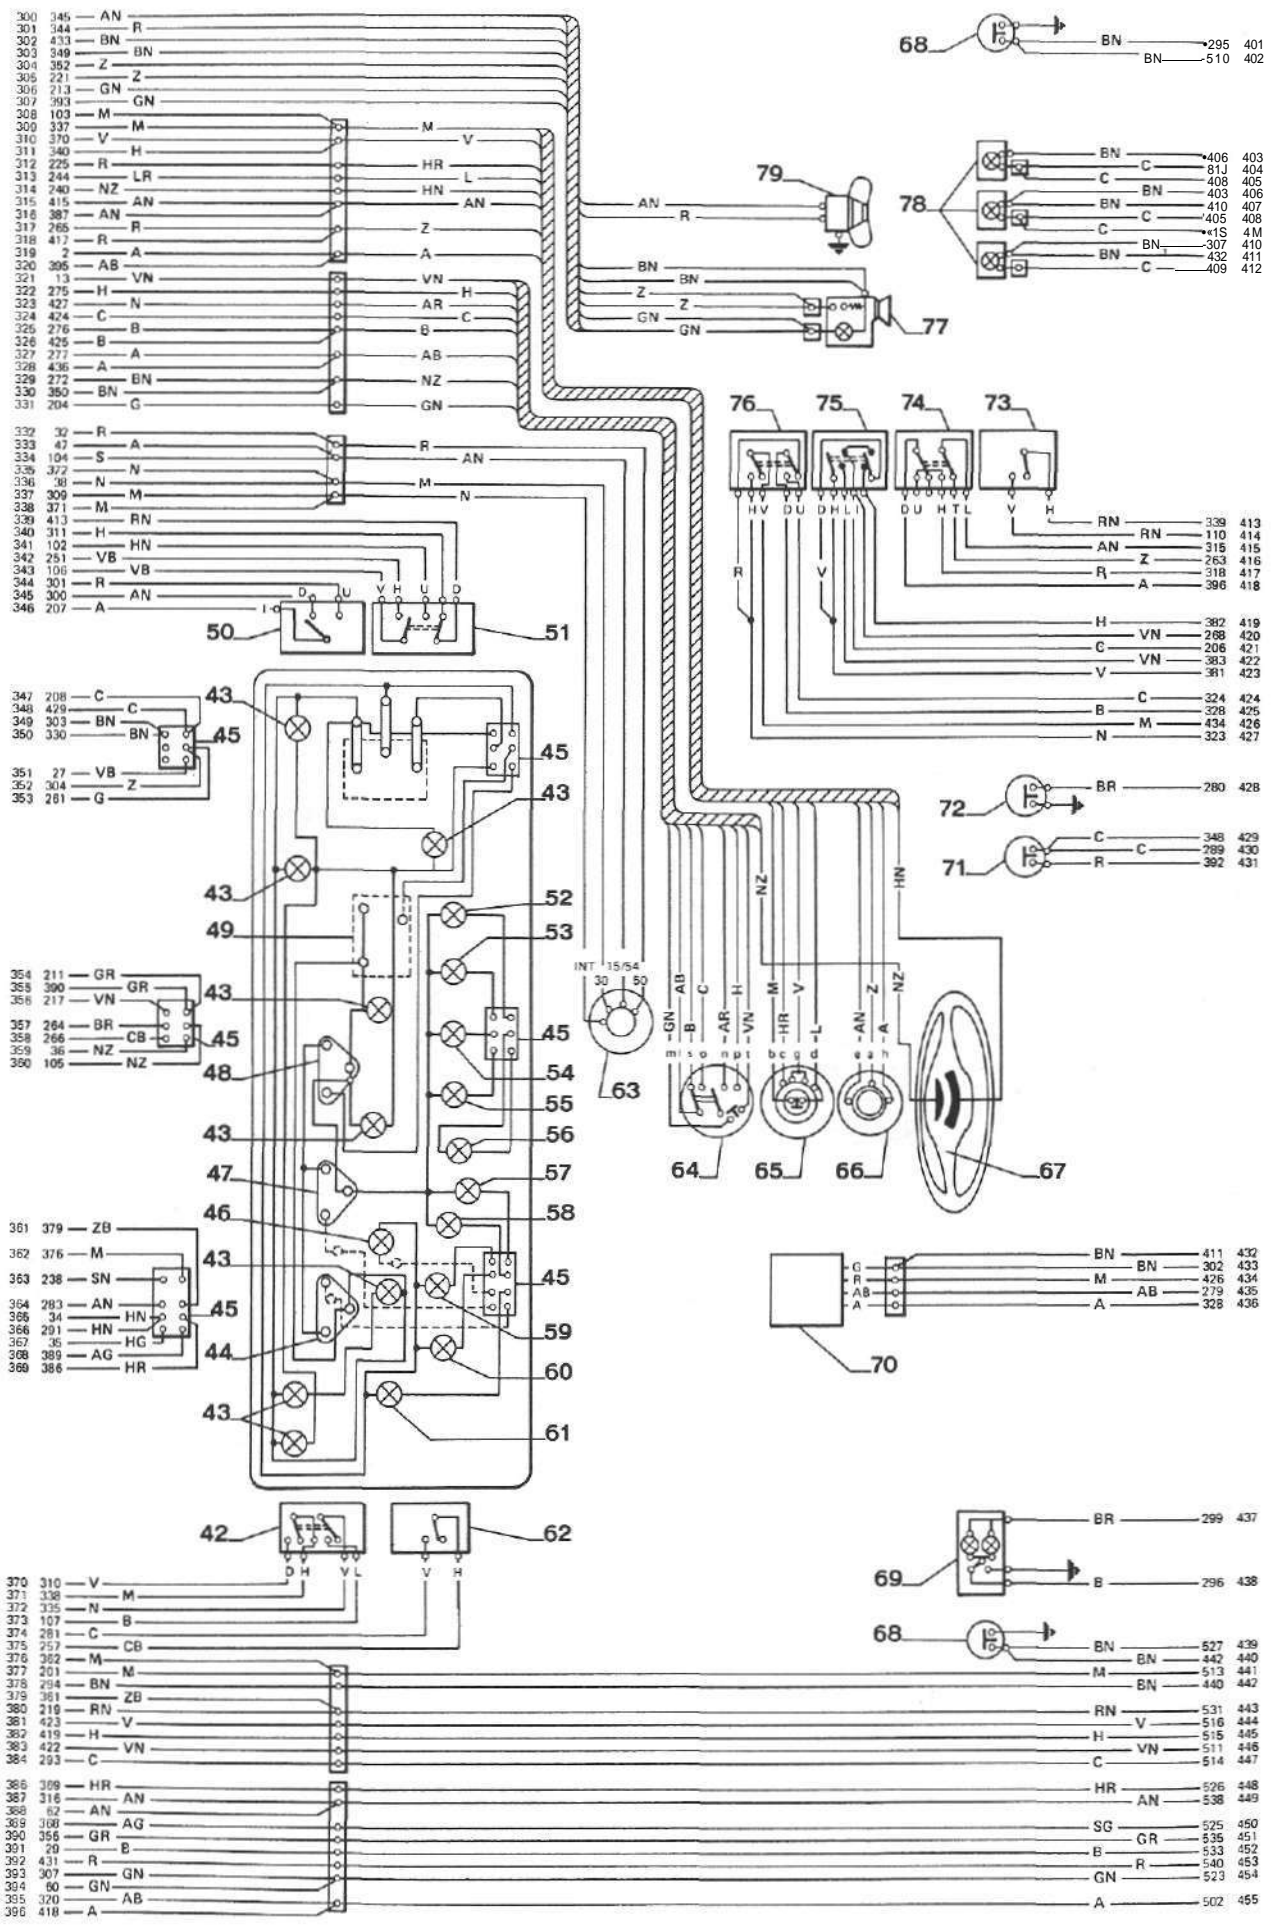 300 345 AN
301 344 R
302 433 BN
303 349 BN
304 352 Z
305 221 Z
306 213 GN
307 393 GN
308 103 M
309 337 M M
310 370 V V
311 340 H
312 225 R HR
313 244 LR L
314 240 NZ HN
315 415 AN AN
316 387 AN
317 265 R Z
318 417 R
319 2 A A
320 395 AB
321 13 VN VN
322 275 H H
323 427 N AR
324 424 C C
325 276 B B
326 425 B
327 277 A AB
328 436 A
329 272 BN NZ
330 350 BN
331 204 G GN
332 32 R R
333 47 A
334 104 S AN
335 372 N
336 38 N M
337 309 M N
338 371 M
339 413 RN
340 311 H
341 102 HN
342 251 VB
343 106 VB
344 301 R
345 300 AN
346 207 A
I D U
V H U D
50 51
68
BN •295 401
BN 510 402
78
BN •406 403
C 81J 404
C 408 405
BN 403 406
BN 410 407
C '405 408
C •«1S 4M
BN -307 410
BN 432 411
C 409 412
79
AN
R
BN
BN
Z
Z
GN
GN
77
76 75 74 73
H V D U D H L I D U H T L V H
R V
RN 339 413
RN 110 414
AN 315 415
Z 263 416
R 318 417
A 396 418
H 382 419
VN 268 420
C 206 421
VN 383 422
V 381 423
C 324 424
B 328 425
M 434 426
N 323 427
72
BR 280 428
71
C 348 429
C 289 430
R 392 431
347 208 C
348 429 C
349 303 BN
350 330 BN
45
351 27 VB
352 304 Z
353 261 G
43
45
43
43
49
52
53
43
354 211 GR
355 390 GR
356 217 VN
357 264 BR
358 266 CB
359 36 NZ
360 105 NZ
45
45
48
54
55
43
56
47
57
46
58
43
45
59
44
60
43
61
361 379 ZB
362 376 M
363 238 SN
364 283 AN
365 34 HN
366 291 HN
367 35 HG
368 389 AG
369 386 HR
45
INT 30 15/54 50
63
GN AB B C AR H VN
m l s o n p t
64
NZ
M HR V L
b c g d
65
AN Z A
e a h
66
NZ HN
67
G
R
AB
A
70
BN 411 432
BN 302 433
M 426 434
AB 279 435
A 328 436
42
D H V L
62
V H
69
BR 299 437
B 296 438
68
BN 527 439
BN 442 440
370 310 V
371 338 M
372 335 N
373 107 B
374 281 C
375 257 CB
376 362 M
377 201 M M 513 441
378 294 BN BN 440 442
379 361 ZB
380 219 RN RN 531 443
381 423 V V 516 444
382 419 H H 515 445
383 422 VN VN 511 446
384 293 C C 514 447
386 369 HR HR 526 448
387 316 AN AN 538 449
388 62 AN
389 368 AG SG 525 450
390 356 GR GR 535 451
391 29 B B 533 452
392 431 R R 540 453
393 307 GN GN 523 454
394 60 GN
395 320 AB A 502 455
396 418 A